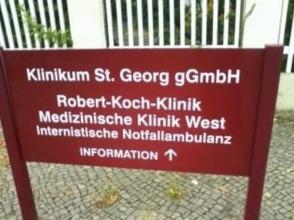 Klinikum St. Georg gGmbH
Robert-Koch-Klinik
Medizinische Klinik West
Internistische Notfallambulanz
INFORMATION ↑